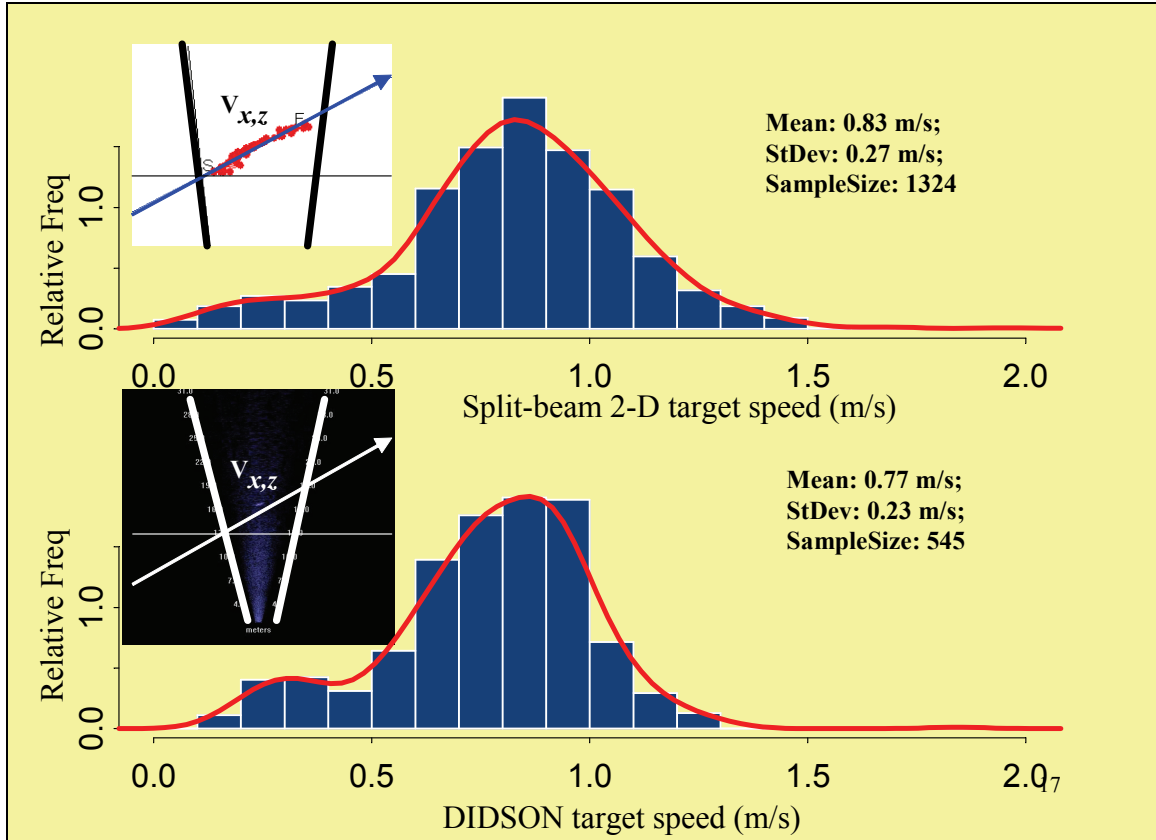 V x,z
S
F
Mean: 0.83 m/s;
StDev: 0.27 m/s;
SampleSize: 1324
Relative Freq
1.0
0.0
0.0 0.5 1.0 1.5 2.0
Split-beam 2-D target speed (m/s)
V x,z
meters
Mean: 0.77 m/s;
StDev: 0.23 m/s;
SampleSize: 545
Relative Freq
1.0
0.0
0.0 0.5 1.0 1.5 2.0
DIDSON target speed (m/s)
17